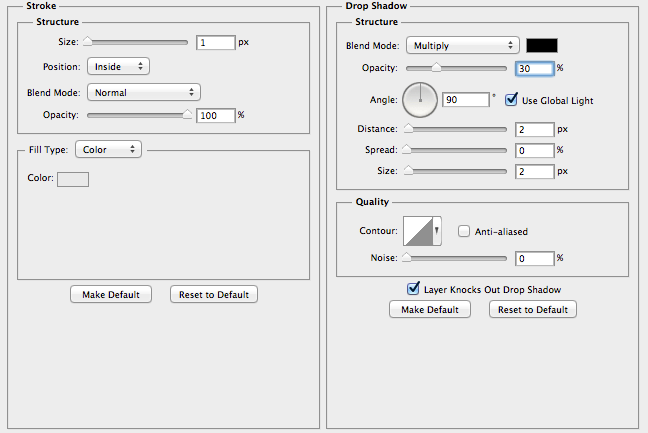 Stroke
Structure
Size: 1 px
Position: Inside
Blend Mode: Normal
Opacity: 100 %
Fill Type: Color
Color:
Make Default Reset to Default
Drop Shadow
Structure
Blend Mode: Multiply
Opacity: 30 %
Angle: 90 ° Use Global Light
Distance: 2 px
Spread: 0 %
Size: 2 px
Quality
Contour: Anti-aliased
Noise: 0 %
Layer Knocks Out Drop Shadow
Make Default Reset to Default